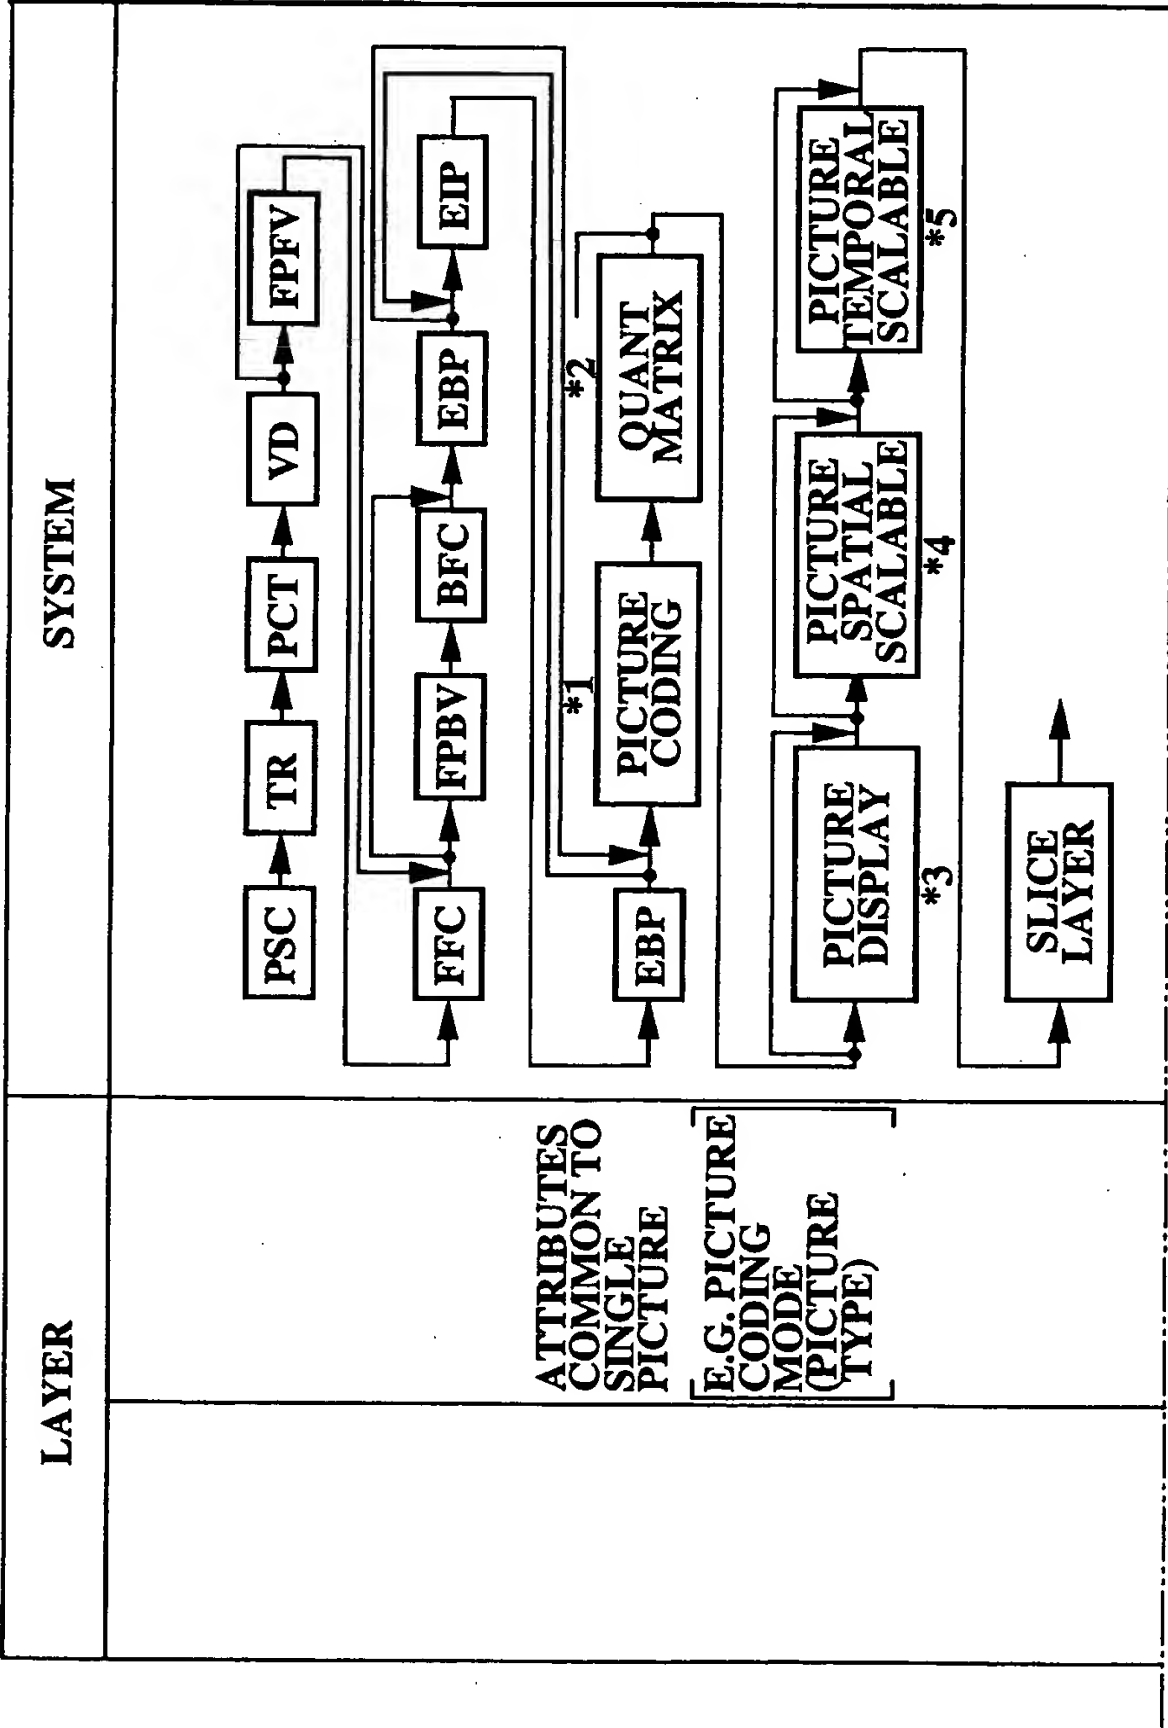 LAYER
SYSTEM
ATTRIBUTES
COMMON TO
SINGLE
PICTURE
E.G. PICTURE
CODING
MODE
(PICTURE
TYPE)
PSC
TR
PCT
VD
FPFV
FFC
FPBV
BFC
EBP
EIP
EBP
*1
PICTURE
CODING
*2
QUANT
MATRIX
PICTURE
DISPLAY
*3
PICTURE
SPATIAL
SCALABLE
*4
PICTURE
TEMPORAL
SCALABLE
*5
SLICE
LAYER